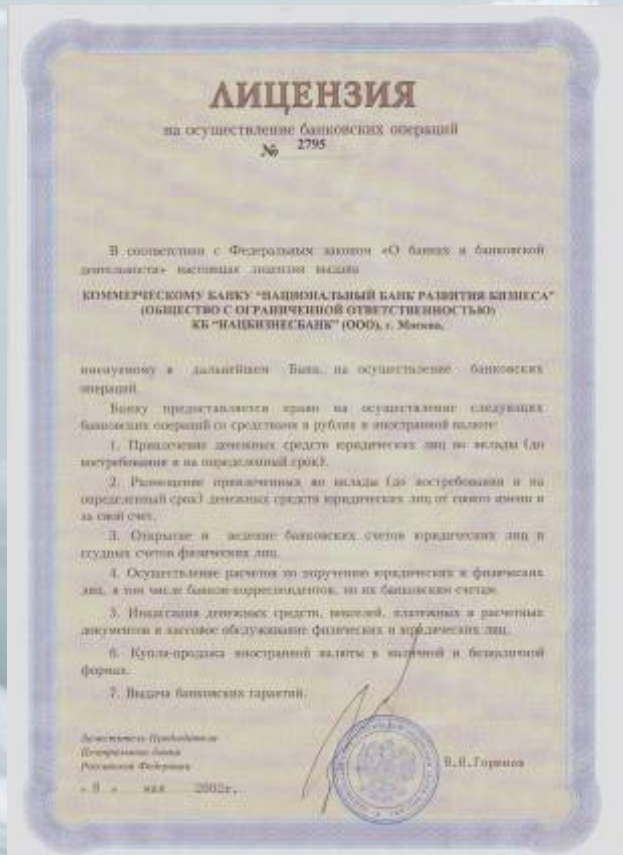 ЛИЦЕНЗИЯ
на осуществление банковских операций
№ 2795
В соответствии с Федеральным законом «О банках и банковской
деятельности» настоящая лицензия выдана
КОММЕРЧЕСКОМУ БАНКУ "НАЦИОНАЛЬНЫЙ БАНК РАЗВИТИЯ БИЗНЕСА"
(ОБЩЕСТВО С ОГРАНИЧЕННОЙ ОТВЕТСТВЕННОСТЬЮ)
КБ "НАЦБИЗНЕСБАНК" (ООО), г. Москва,
именуемому в дальнейшем Банк, на осуществление банковских
операций.
Банку предоставляется право на осуществление следующих
банковских операций со средствами в рублях и иностранной валюте:
1. Привлечение денежных средств юридических лиц во вклады (до
востребования и на определенный срок).
2. Размещение привлеченных во вклады (до востребования и на
определенный срок) денежных средств юридических лиц от своего имени и
за свой счет.
3. Открытие и ведение банковских счетов юридических лиц и
ссудных счетов физических лиц.
4. Осуществление расчетов по поручению юридических и физических
лиц, в том числе банков-корреспондентов, по их банковским счетам.
5. Инкассация денежных средств, векселей, платежных и расчетных
документов и кассовое обслуживание физических и юридических лиц.
6. Купля-продажа иностранной валюты в наличной и безналичной
формах.
7. Выдача банковских гарантий.
Заместитель Председателя
Центрального банка
Российской Федерации
« 8 » мая 2002г.